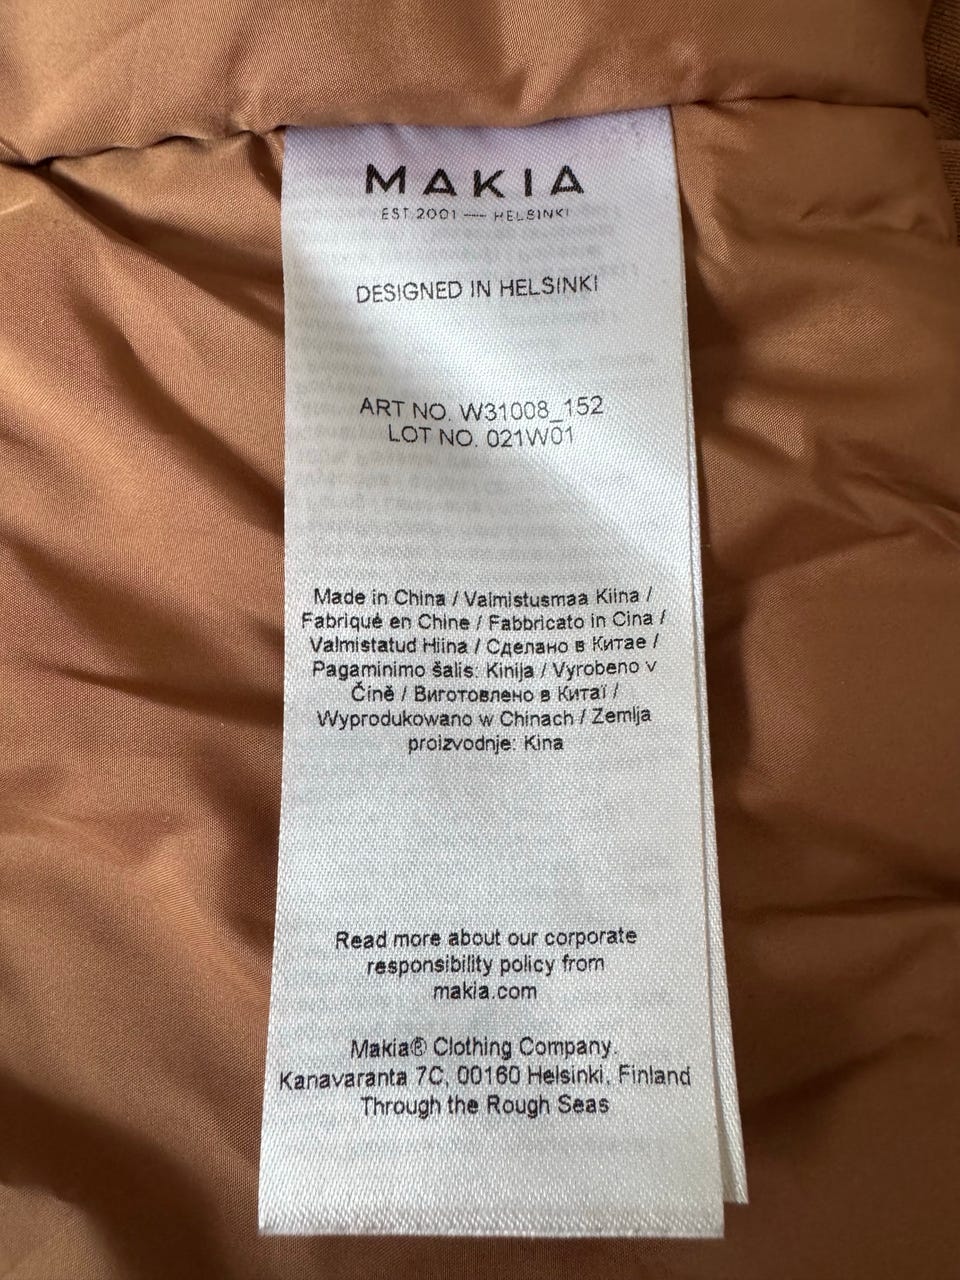 MAKIA
EST.2001 — HELSINKI
DESIGNED IN HELSINKI
ART NO. W31008_152
LOT NO. 021W01
Made in China / Valmistusmaa Kiina /
Fabriqué en Chine / Fabbricato in Cina /
Valmistatud Hiina / Сделано в Китае /
Pagaminimo šalis: Kinija / Vyrobeno v
Čině / Виготовлено в Китаї /
Wyprodukowano w Chinach / Zemlja
proizvodnje: Kina
Read more about our corporate
responsibility policy from
makia.com
Makia® Clothing Company.
Kanavaranta 7C, 00160 Helsinki, Finland
Through the Rough Seas